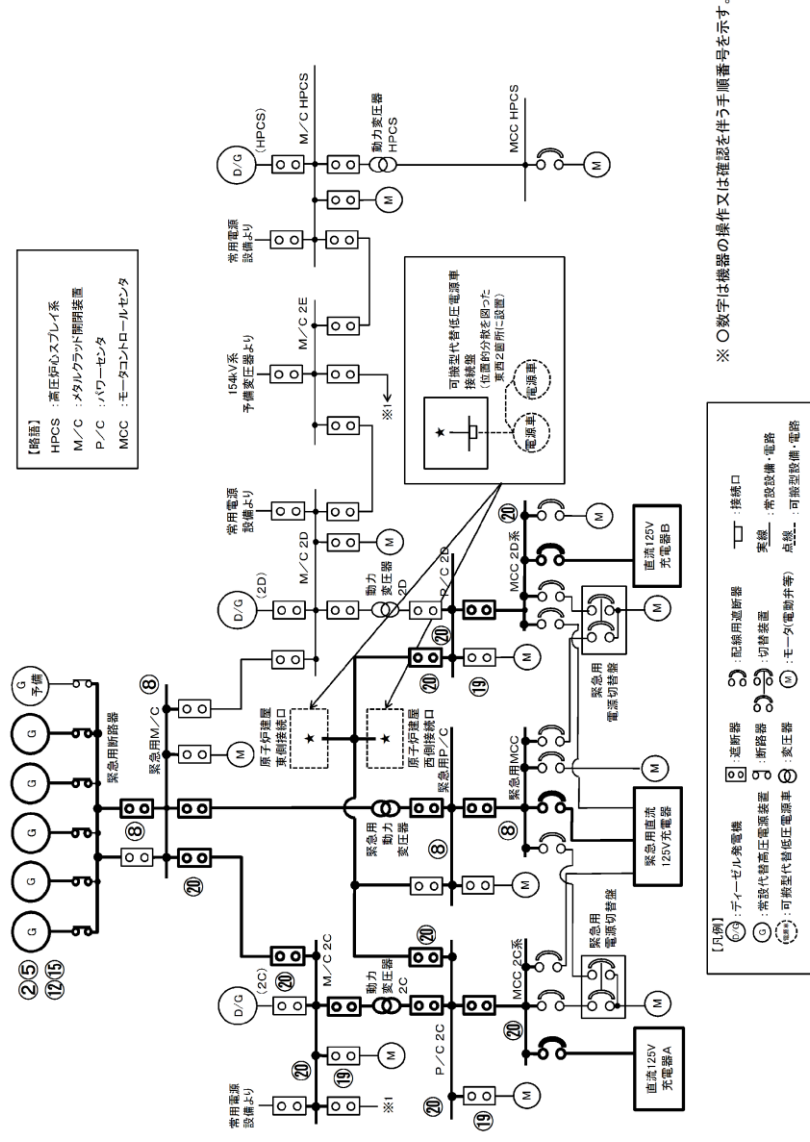 【略語】
HPCS :高圧炉心スプレイ系
M/C :メタルクラッド開閉装置
P/C :パワーセンタ
MCC :モータコントロールセンタ
②⑤
⑫⑮
G
G
G
G
G
G
予備
緊急用断路器
⑧
緊急用M/C
⑧
⑳
M
D/G
(2C)
⑳
常用電源
設備より
⑳
M/C 2C
⑲
※1
M
動力
変圧器
2C
緊急用
動力
変圧器
原子炉建屋
東側接続口
★
原子炉建屋
西側接続口
★
D/G
(2D)
常用電源
設備より
M/C 2D
M
動力
変圧器
2D
154kV系
予備変圧器より
M/C 2E
※1
常用電源
設備より
D/G
(HPCS)
M/C HPCS
M
動力変圧器
HPCS
MCC HPCS
M
可搬型代替低圧電源車
接続盤
(位置的分散を図った
東西2箇所に設置)
★
電源車
電源車
P/C 2C
⑳
⑳
⑲
M
緊急用P/C
⑧
M
P/C 2D
⑳
⑳
⑲
M
MCC 2C系
⑳
緊急用MCC
⑧
M
MCC 2D系
⑳
M
緊急用
電源切替盤
M
緊急用
電源切替盤
M
直流125V
充電器A
緊急用直流
125V充電器
直流125V
充電器B
【凡例】
D/G :ディーゼル発電機
G :常設代替高圧電源装置
電源車 :可搬型代替低圧電源車
:遮断器
:断路器
:変圧器
:配線用遮断器
:切替装置
M :モータ(電動弁等)
:接続口
実線 :常設設備・電路
点線 :可搬型設備・電路
※ ○数字は機器の操作又は確認を伴う手順番号を示す。